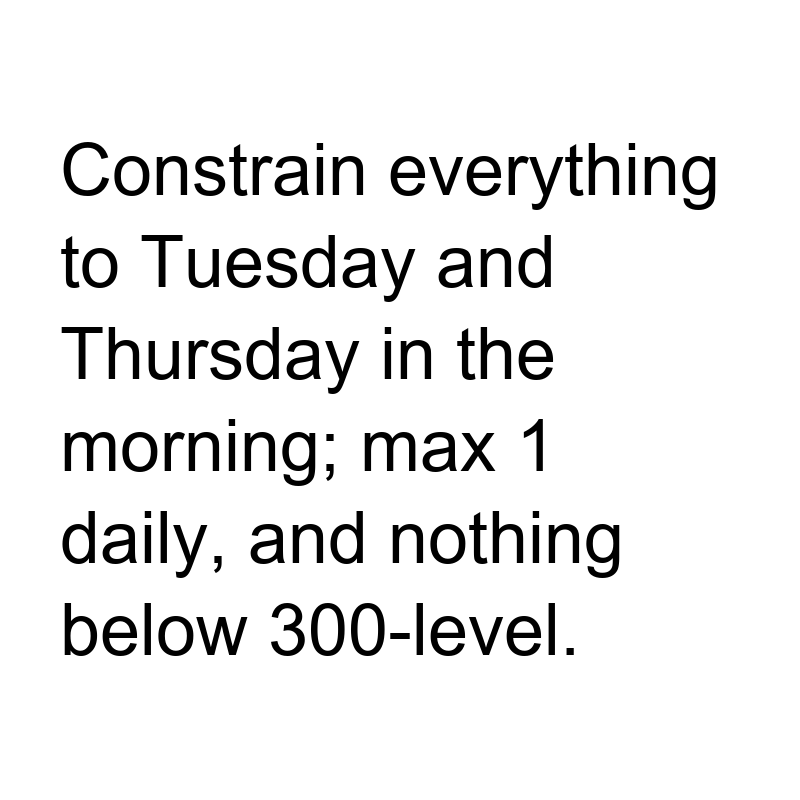 Constrain everything
to Tuesday and
Thursday in the
morning; max 1
daily, and nothing
below 300-level.